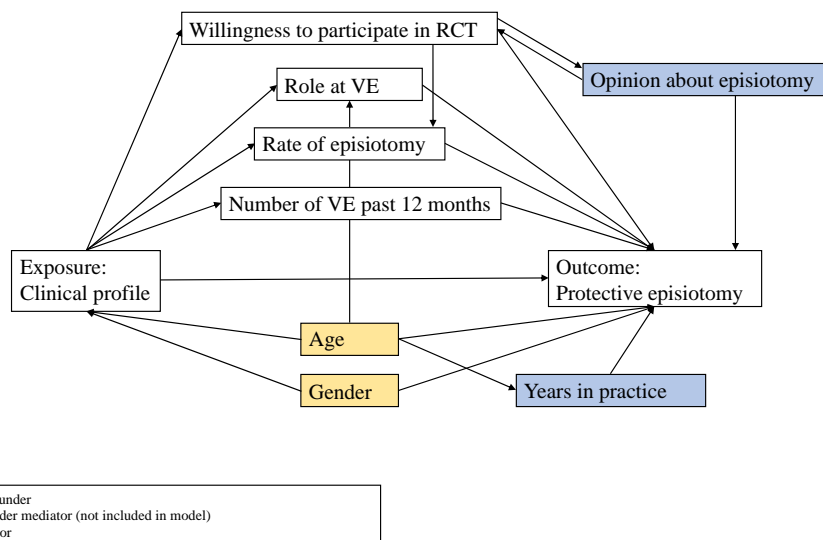 Willingness to participate in RCT
Opinion about episiotomy
Role at VE
Rate of episiotomy
Number of VE past 12 months
Exposure:
Clinical profile
Outcome:
Protective episiotomy
Age
Gender
Years in practice
under
der mediator (not included in model)
or